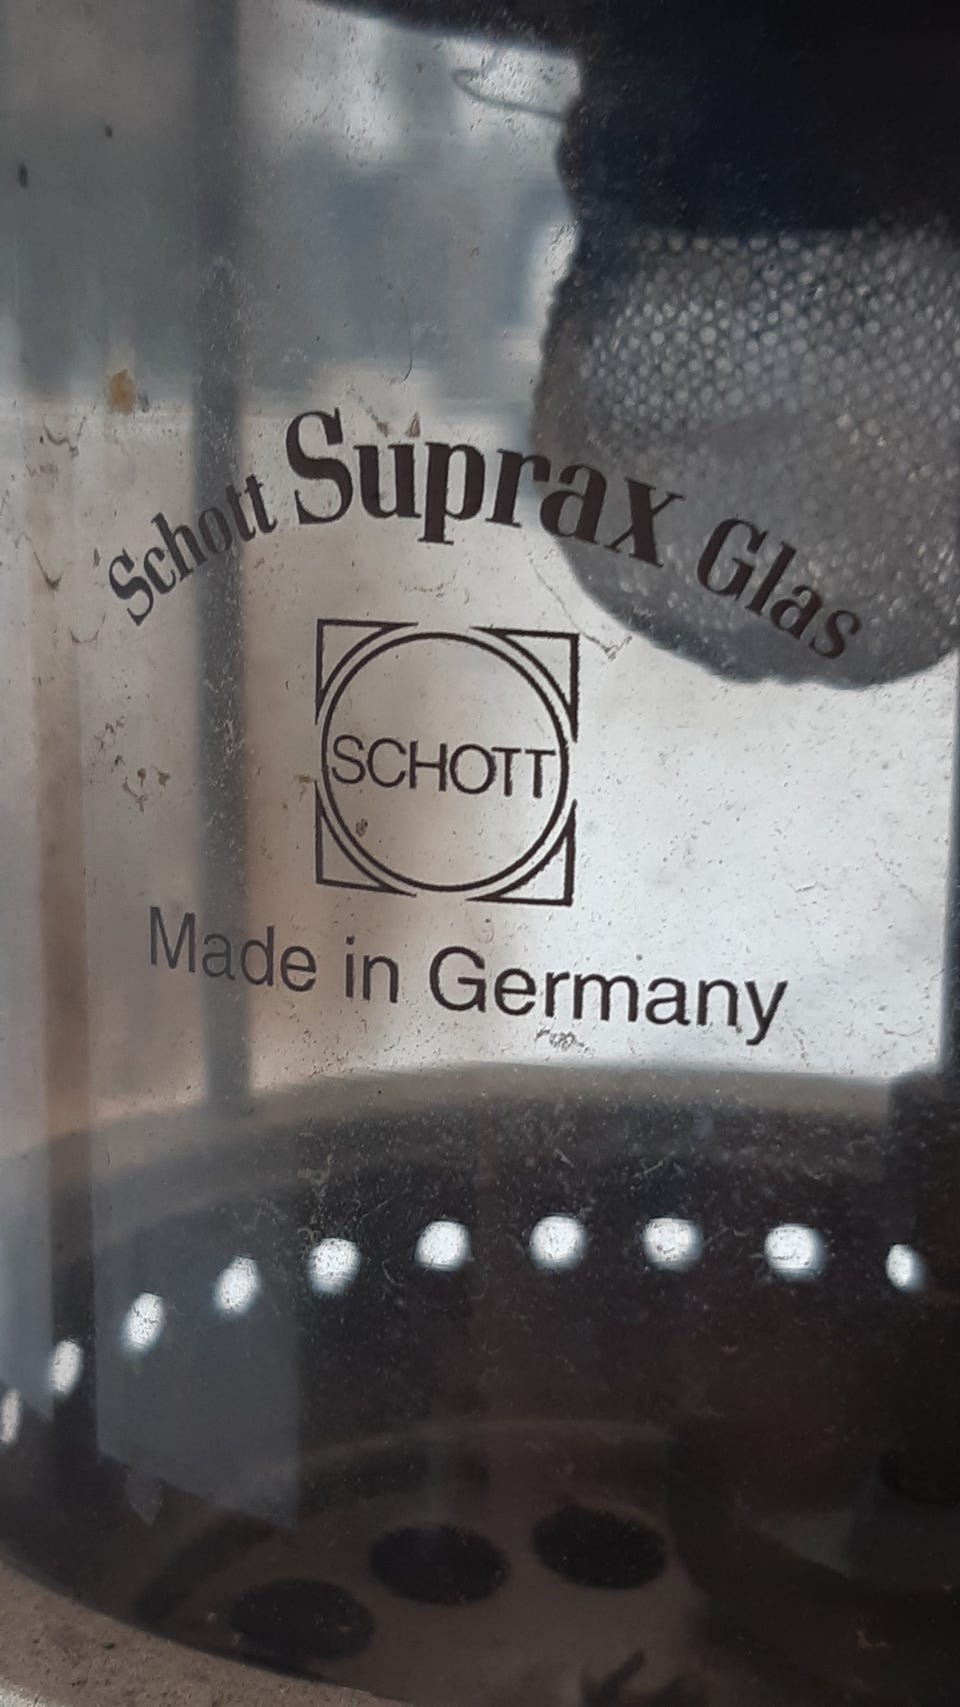 Schott Suprax Glas
SCHOTT
Made in Germany